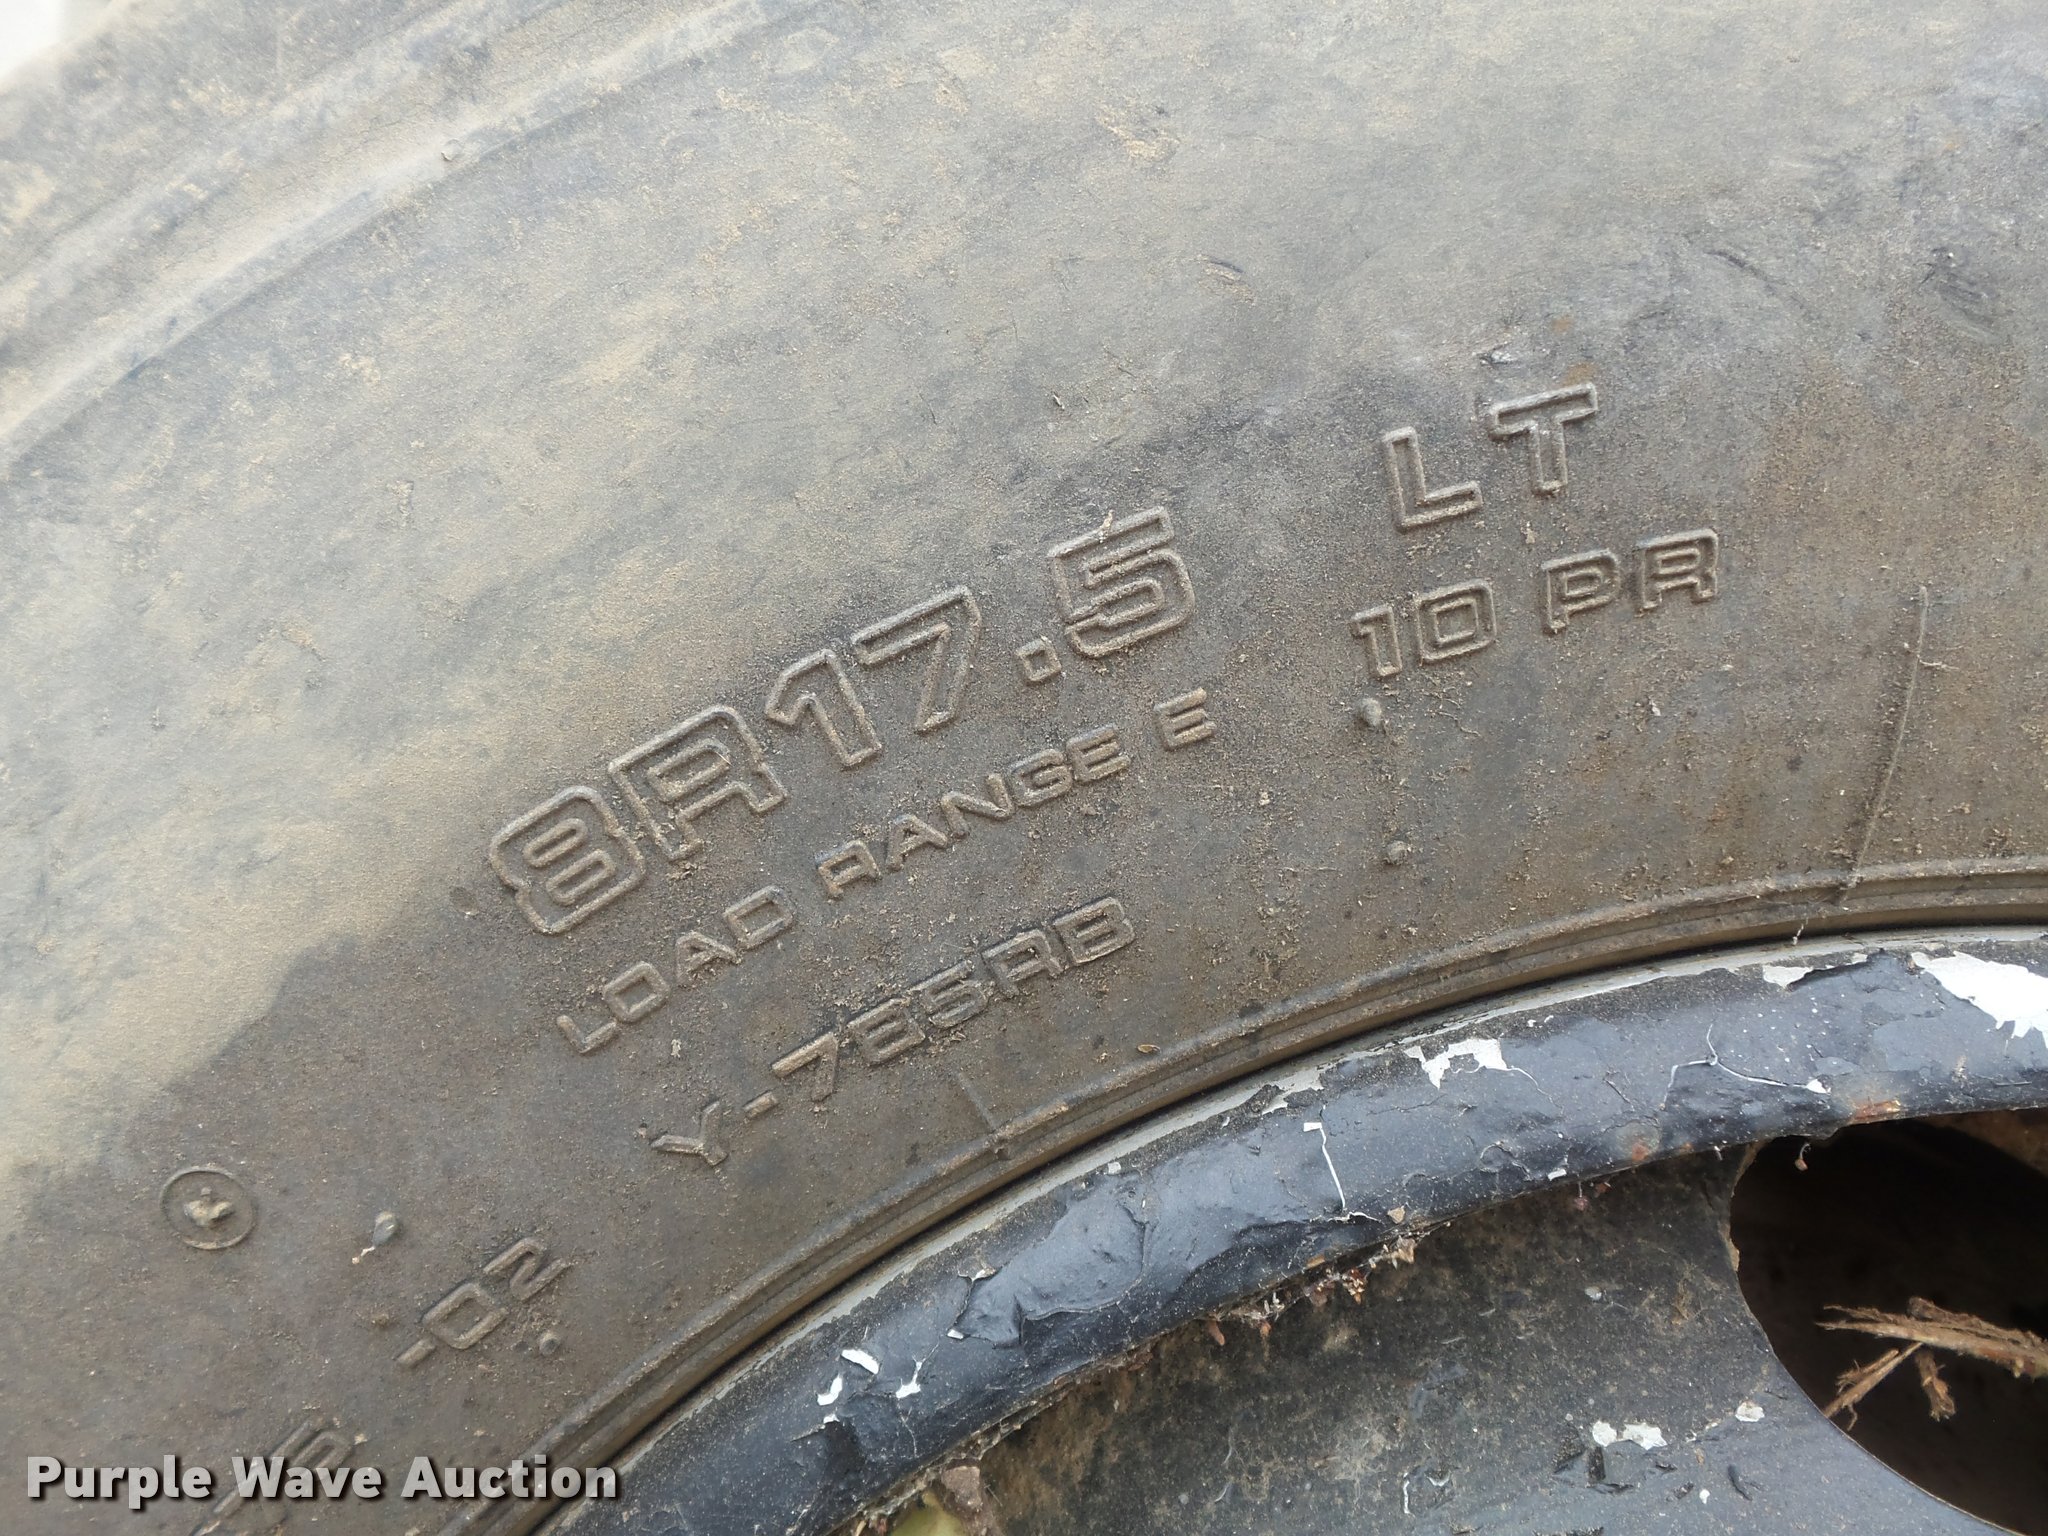 8R17.5 LT
LOAD RANGE E 10 PR
Y-785RB
Purple Wave Auction